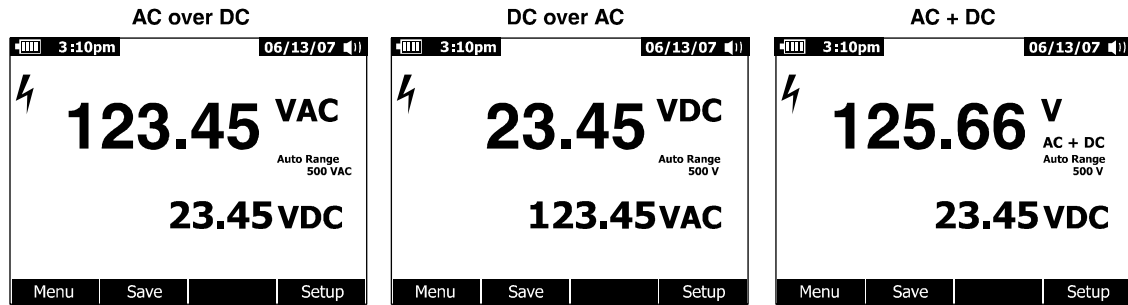 AC over DC
3:10pm 06/13/07
123.45 VAC
Auto Range
500 VAC
23.45 VDC
Menu Save Setup
DC over AC
3:10pm 06/13/07
23.45 VDC
Auto Range
500 V
123.45 VAC
Menu Save Setup
AC + DC
3:10pm 06/13/07
125.66 V
AC + DC
Auto Range
500 V
23.45 VDC
Menu Save Setup